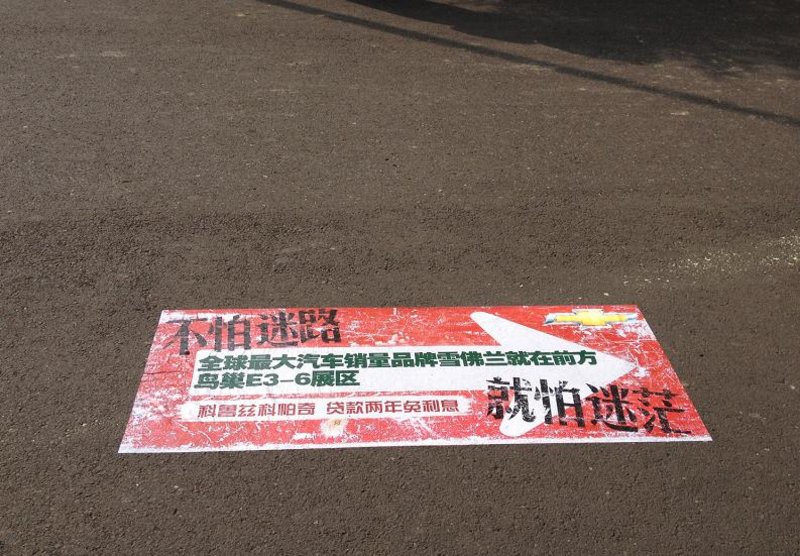 不怕迷路
全球最大汽车销量品牌雪佛兰就在前方
鸟巢E3-6展区
科鲁兹科帕奇 贷款两年免利息
就怕迷茫